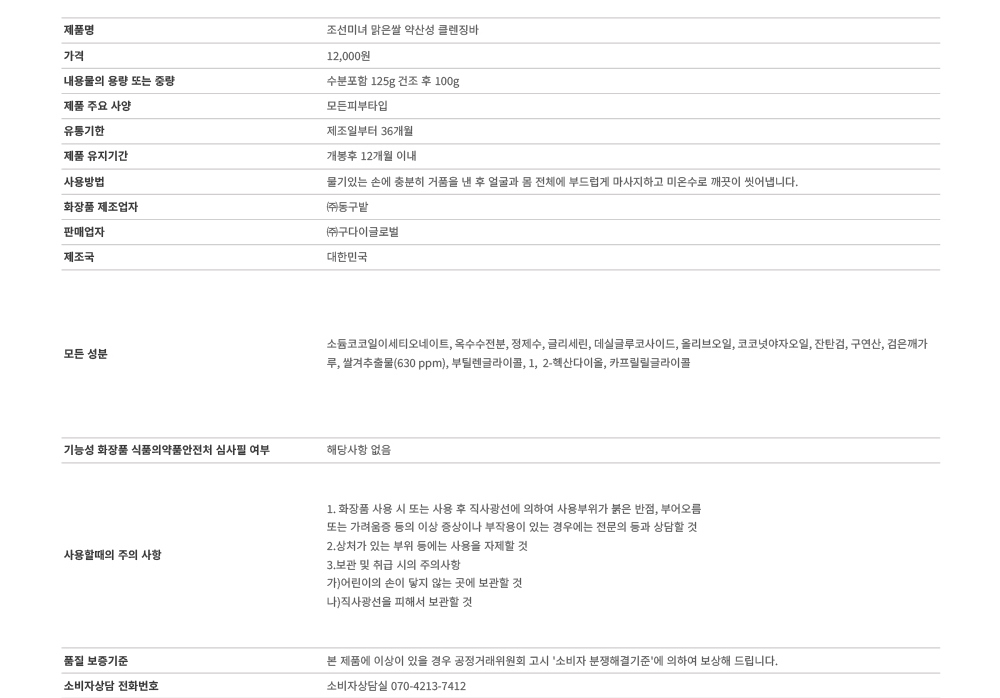 제품명 조선미녀 맑은쌀 약산성 클렌징바
가격 12,000원
내용물의 용량 또는 중량 수분포함 125g 건조 후 100g
제품 주요 사양 모든피부타입
유통기한 제조일부터 36개월
제품 유지기간 개봉후 12개월 이내
사용방법 물기있는 손에 충분히 거품을 낸 후 얼굴과 몸 전체에 부드럽게 마사지하고 미온수로 깨끗이 씻어냅니다.
화장품 제조업자 ㈜동구밭
판매업자 ㈜구다이글로벌
제조국 대한민국
모든 성분 소듐코코일이세티오네이트, 옥수수전분, 정제수, 글리세린, 데실글루코사이드, 올리브오일, 코코넛야자오일, 잔탄검, 구연산, 검은깨가
루, 쌀겨추출물(630 ppm), 부틸렌글라이콜, 1, 2-헥산다이올, 카프릴릴글라이콜
기능성 화장품 식품의약품안전처 심사필 여부 해당사항 없음
사용할때의 주의 사항
1. 화장품 사용 시 또는 사용 후 직사광선에 의하여 사용부위가 붉은 반점, 부어오름
또는 가려움증 등의 이상 증상이나 부작용이 있는 경우에는 전문의 등과 상담할 것
2.상처가 있는 부위 등에는 사용을 자제할 것
3.보관 및 취급 시의 주의사항
가)어린이의 손이 닿지 않는 곳에 보관할 것
나)직사광선을 피해서 보관할 것
품질 보증기준 본 제품에 이상이 있을 경우 공정거래위원회 고시 '소비자 분쟁해결기준'에 의하여 보상해 드립니다.
소비자상담 전화번호 소비자상담실 070-4213-7412